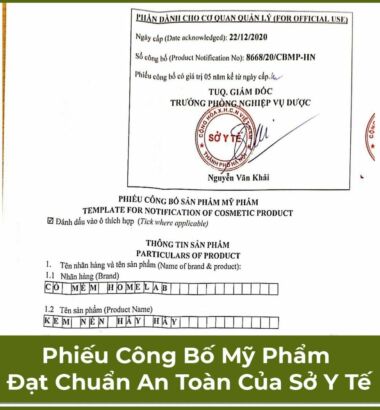 PHẦN DÀNH CHO CƠ QUAN QUẢN LÝ (FOR OFFICIAL USE)
Ngày cấp (Date acknowledged): 22/12/2020
Số công bố (Product Notification No): 8668/20/CBMP-HN
Phiếu công bố có giá trị 05 năm kể từ ngày cấp.
TUQ. GIÁM ĐỐC
TRƯỞNG PHÒNG NGHIỆP VỤ DƯỢC
SỞ Y TẾ
THÀNH PHỐ HÀ NỘI
Nguyễn Văn Khải
PHIẾU CÔNG BỐ SẢN PHẨM MỸ PHẨM
TEMPLATE FOR NOTIFICATION OF COSMETIC PRODUCT
Đánh dấu vào ô thích hợp (Tick where applicable)
THÔNG TIN SẢN PHẨM
PARTICULARS OF PRODUCT
1. Tên nhãn hàng và tên sản phẩm (Name of brand & product):
1.1 Nhãn hàng (Brand)
CỎ MỀM HOMELAB
1.2 Tên sản phẩm (Product Name)
KEM NỀN HÂY HÂY
Phiếu Công Bố Mỹ Phẩm
Đạt Chuẩn An Toàn Của Sở Y Tế